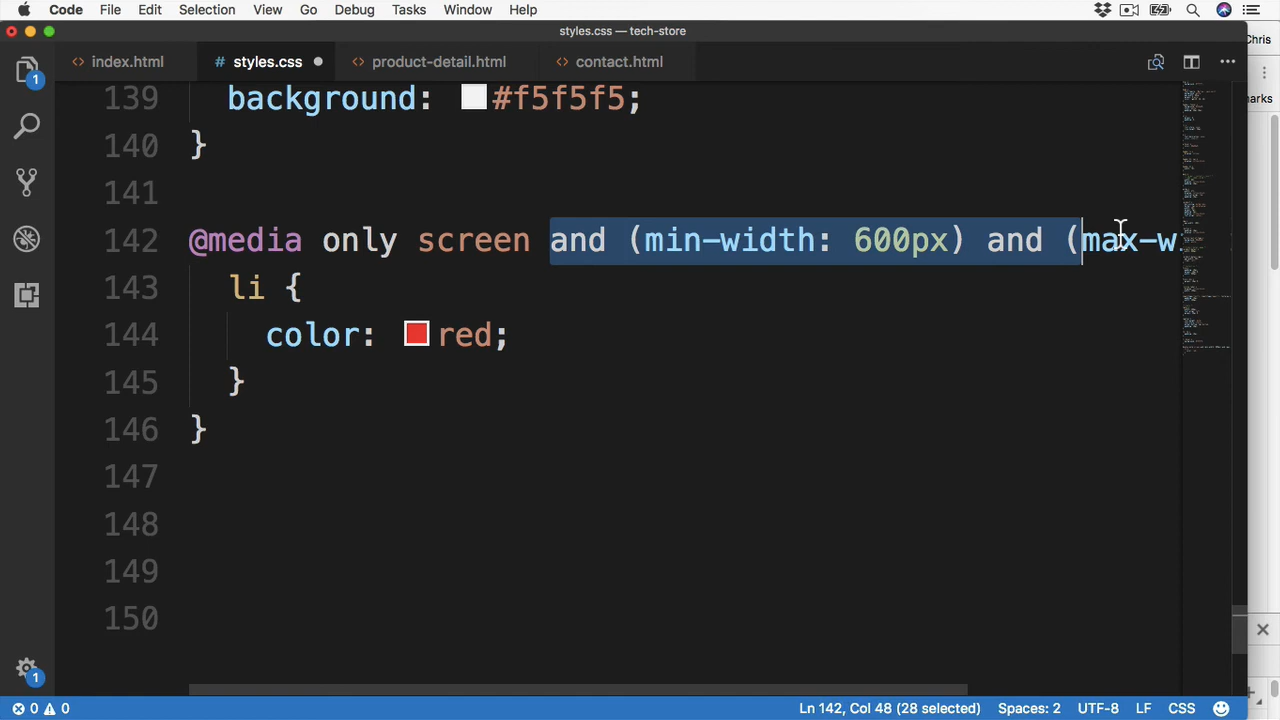 Code File Edit Selection View Go Debug Tasks Window Help
styles.css — tech-store
Chris
<> index.html # styles.css ● <> product-detail.html <> contact.html
139 background: #f5f5f5;
140 }
141
142 @media only screen and (min-width: 600px) and (max-w
143 li {
144 color: red;
145 }
146 }
147
148
149
150
1
1
0 0 Ln 142, Col 48 (28 selected) Spaces: 2 UTF-8 LF CSS